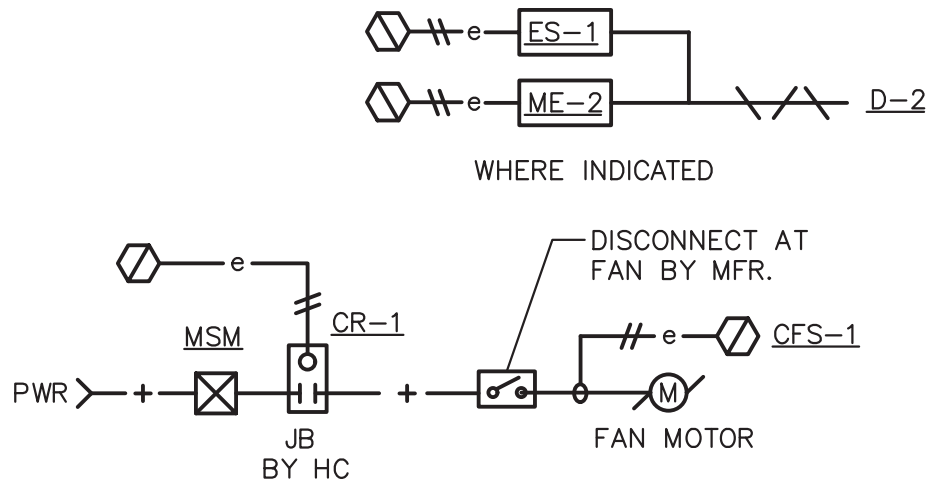 e ES-1
e ME-2 D-2
WHERE INDICATED
DISCONNECT AT
FAN BY MFR.
e
CR-1
MSM
e CFS-1
PWR
M
JB
BY HC
FAN MOTOR